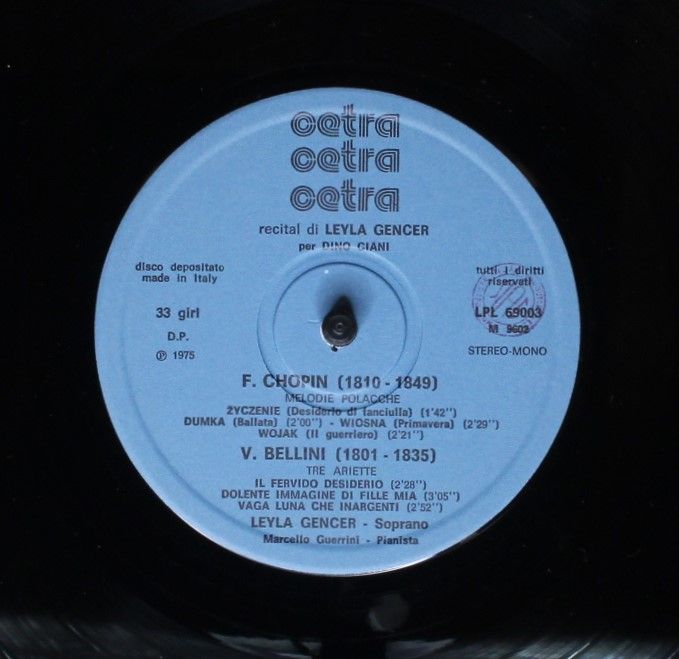 cetra
cetra
cetra
recital di LEYLA GENCER
per DINO CIANI
disco depositato
made in Italy
tutti i diritti
riservati
33 giri
LPL 69003
D.P.
M 9602
℗ 1975
STEREO-MONO
F. CHOPIN (1810 - 1849)
MELODIE POLACCHE
ŻYCZENIE (Desiderio di fanciulla) (1'42'')
DUMKA (Ballata) (2'00'') - WIOSNA (Primavera) (2'29'')
WOJAK (Il guerriero) (2'21'')
V. BELLINI (1801 - 1835)
TRE ARIETTE
IL FERVIDO DESIDERIO (2'28'')
DOLENTE IMMAGINE DI FILLE MIA (3'05'')
VAGA LUNA CHE INARGENTI (2'52'')
LEYLA GENCER - Soprano
Marcello Guerrini - Pianista